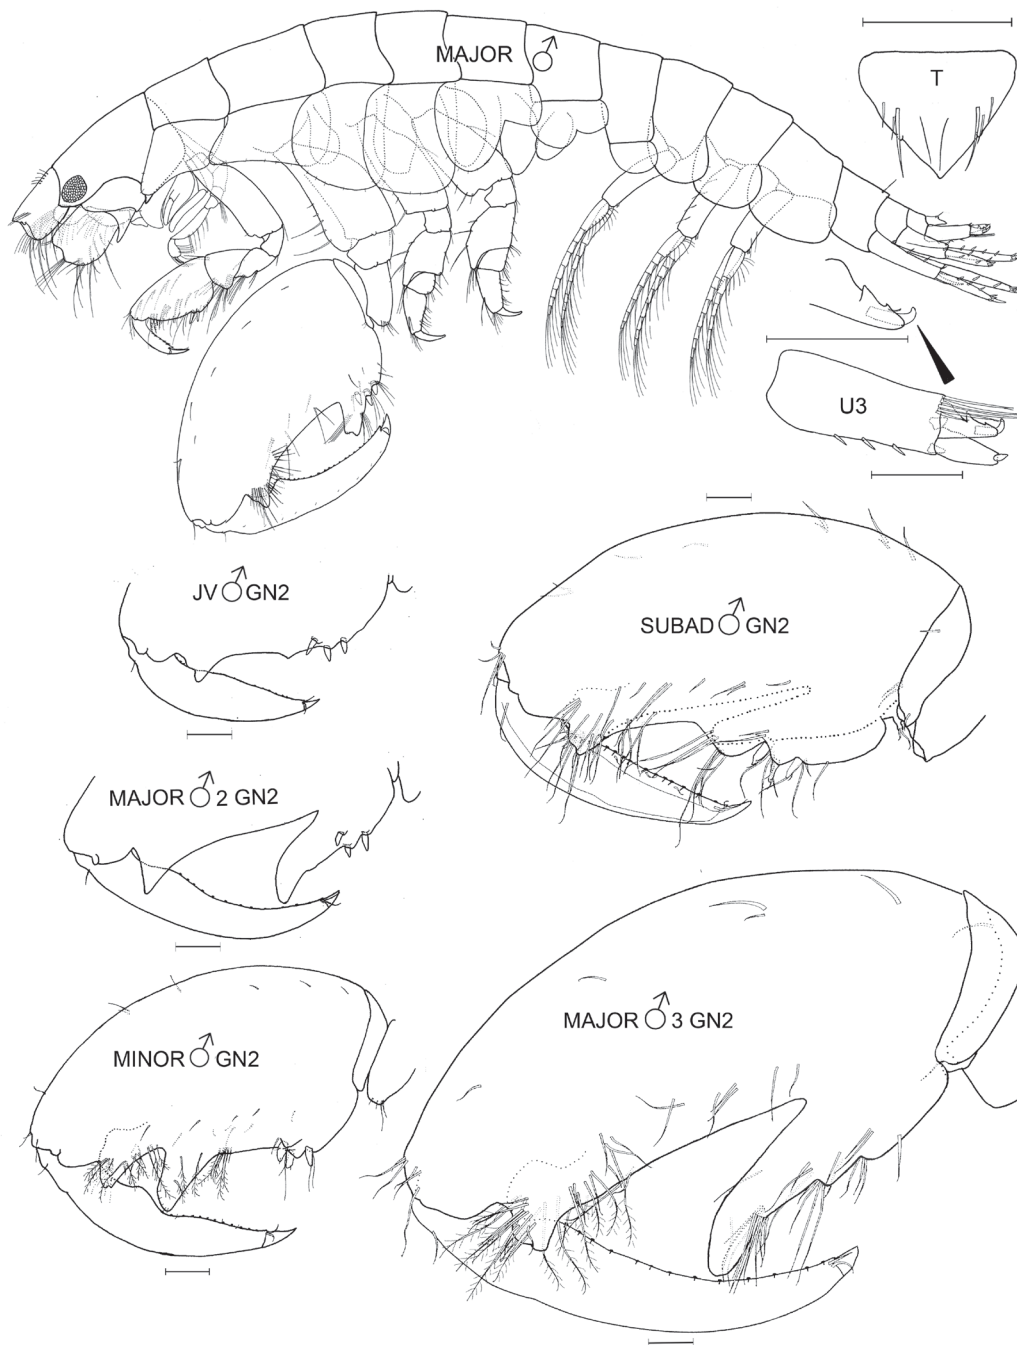 MAJOR ♂
T
U3
JV ♂ GN2
SUBAD ♂ GN2
MAJOR ♂ 2 GN2
MAJOR ♂ 3 GN2
MINOR ♂ GN2